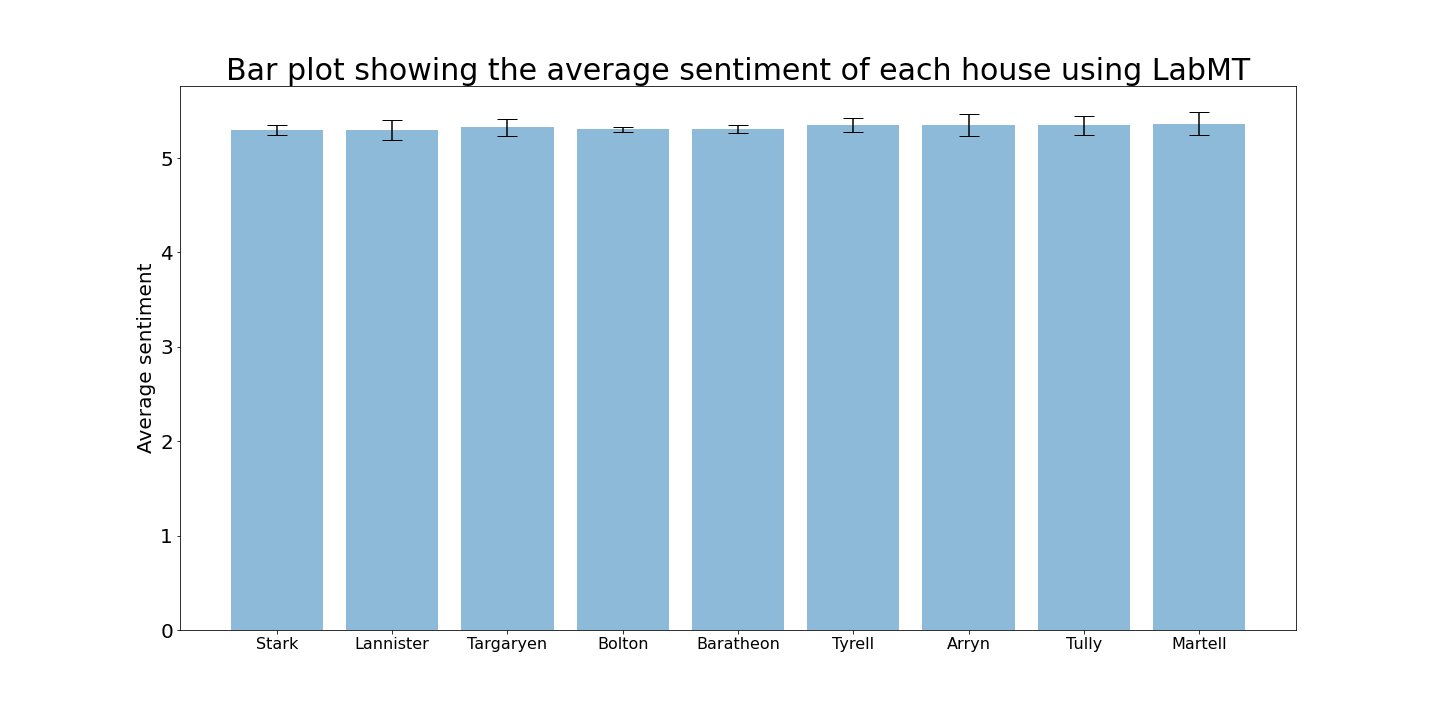 Bar plot showing the average sentiment of each house using LabMT
Average sentiment
5
4
3
2
1
0
Stark Lannister Targaryen Bolton Baratheon Tyrell Arryn Tully Martell